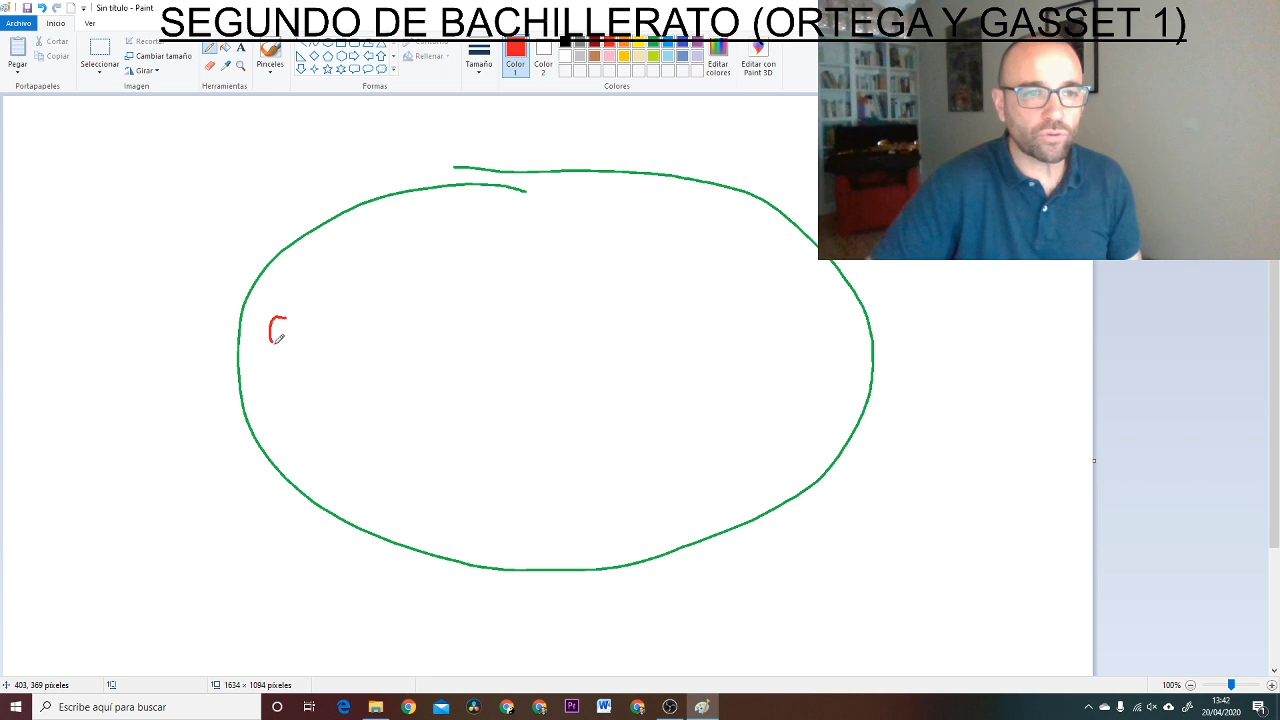 SEGUNDO DE BACHILLERATO (ORTEGA Y GASSET 1)
Sin título - Paint
Archivo
Inicio
Pegar
Cortar
Copiar
Portapapeles
Seleccionar
Recortar
Cambiar tamaño
Girar
Imagen
A
Herramientas
Pinceles
Rellenar
Formas
Tamaño
Color 1
Color 2
Editar colores
Editar con Paint 3D
Colores
403, 369 píxeles
1634 × 1094 píxeles
100%
Escribe aquí para buscar
13:42
20/04/2020